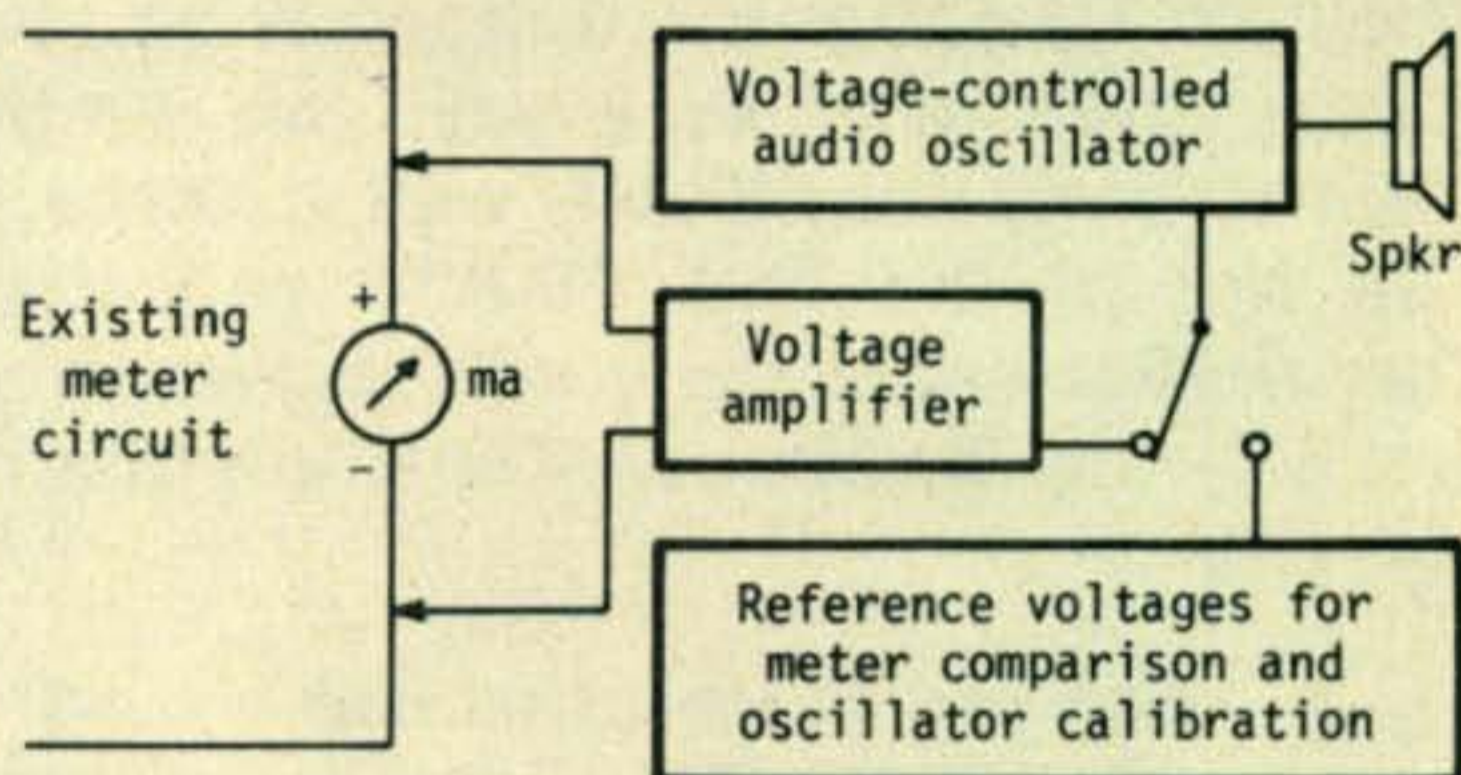 Voltage-controlled
audio oscillator
Spkr
Existing
meter
circuit
+
ma
−
Voltage
amplifier
Reference voltages for
meter comparison and
oscillator calibration